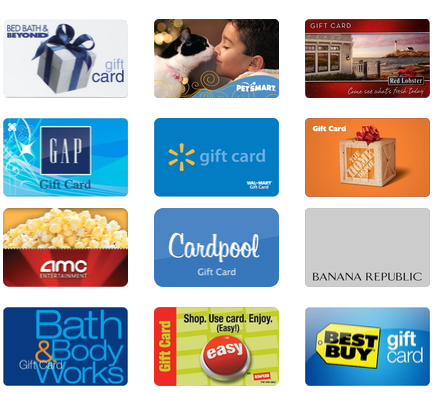 BED BATH &
BEYOND
gift
card
PETSMART
GIFT CARD
Red Lobster
Come see what's fresh today
GAP
Gift Card
gift card
WAL-MART
Gift Card
Gift Card
THE
HOME
DEPOT
amc
ENTERTAINMENT
Cardpool
Gift Card
BANANA REPUBLIC
Bath
& Body
Gift Card
Works
Gift Card
Shop. Use card. Enjoy.
(Easy!)
easy
STAPLES
BEST
BUY
gift
card